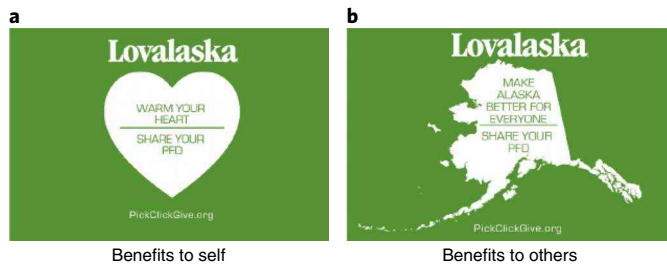 a
Lovalaska
WARM YOUR
HEART
SHARE YOUR
PFD
PickClickGive.org
Benefits to self
b
Lovalaska
MAKE
ALASKA
BETTER FOR
EVERYONE
SHARE YOUR
PFD
PickClickGive.org
Benefits to others